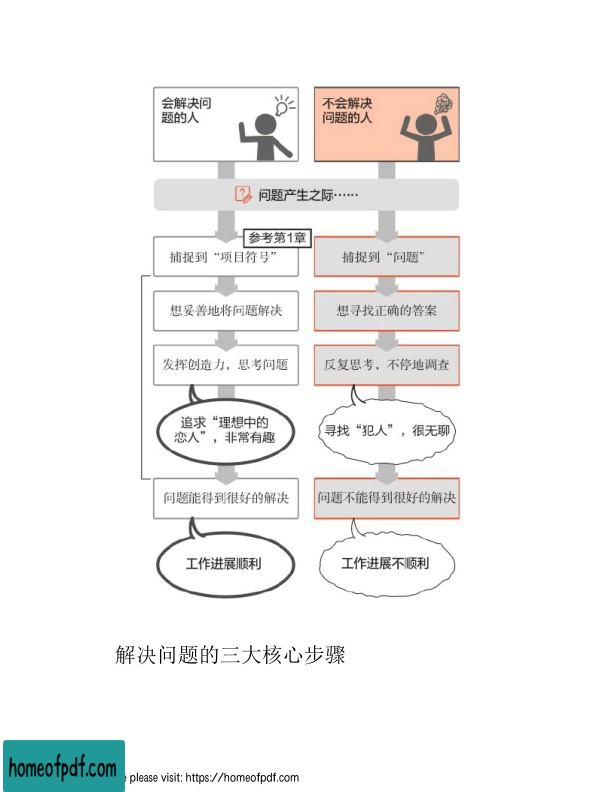 会解决问
题的人
不会解决
问题的人
问题产生之际……
参考第1章
捕捉到“项目符号”
捕捉到“问题”
想妥善地将问题解决
想寻找正确的答案
发挥创造力，思考问题
反复思考，不停地调查
追求“理想中的
恋人”，非常有趣
寻找“犯人”，很无聊
问题能得到很好的解决
问题不能得到很好的解决
工作进展顺利
工作进展不顺利
解决问题的三大核心步骤
homeofpdf.com
e please visit: https://homeofpdf.com